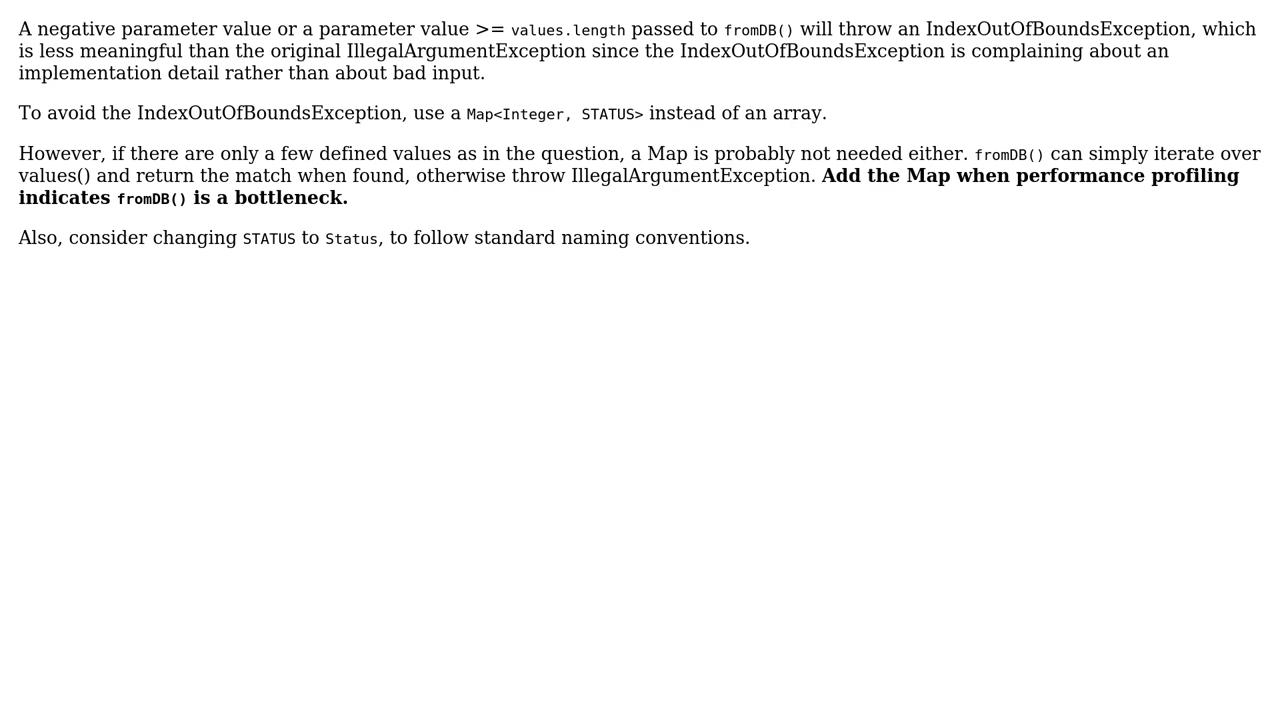 A negative parameter value or a parameter value >= values.length passed to fromDB() will throw an IndexOutOfBoundsException, which
is less meaningful than the original IllegalArgumentException since the IndexOutOfBoundsException is complaining about an
implementation detail rather than about bad input.
To avoid the IndexOutOfBoundsException, use a Map<Integer, STATUS> instead of an array.
However, if there are only a few defined values as in the question, a Map is probably not needed either. fromDB() can simply iterate over
values() and return the match when found, otherwise throw IllegalArgumentException. Add the Map when performance profiling
indicates fromDB() is a bottleneck.
Also, consider changing STATUS to Status, to follow standard naming conventions.